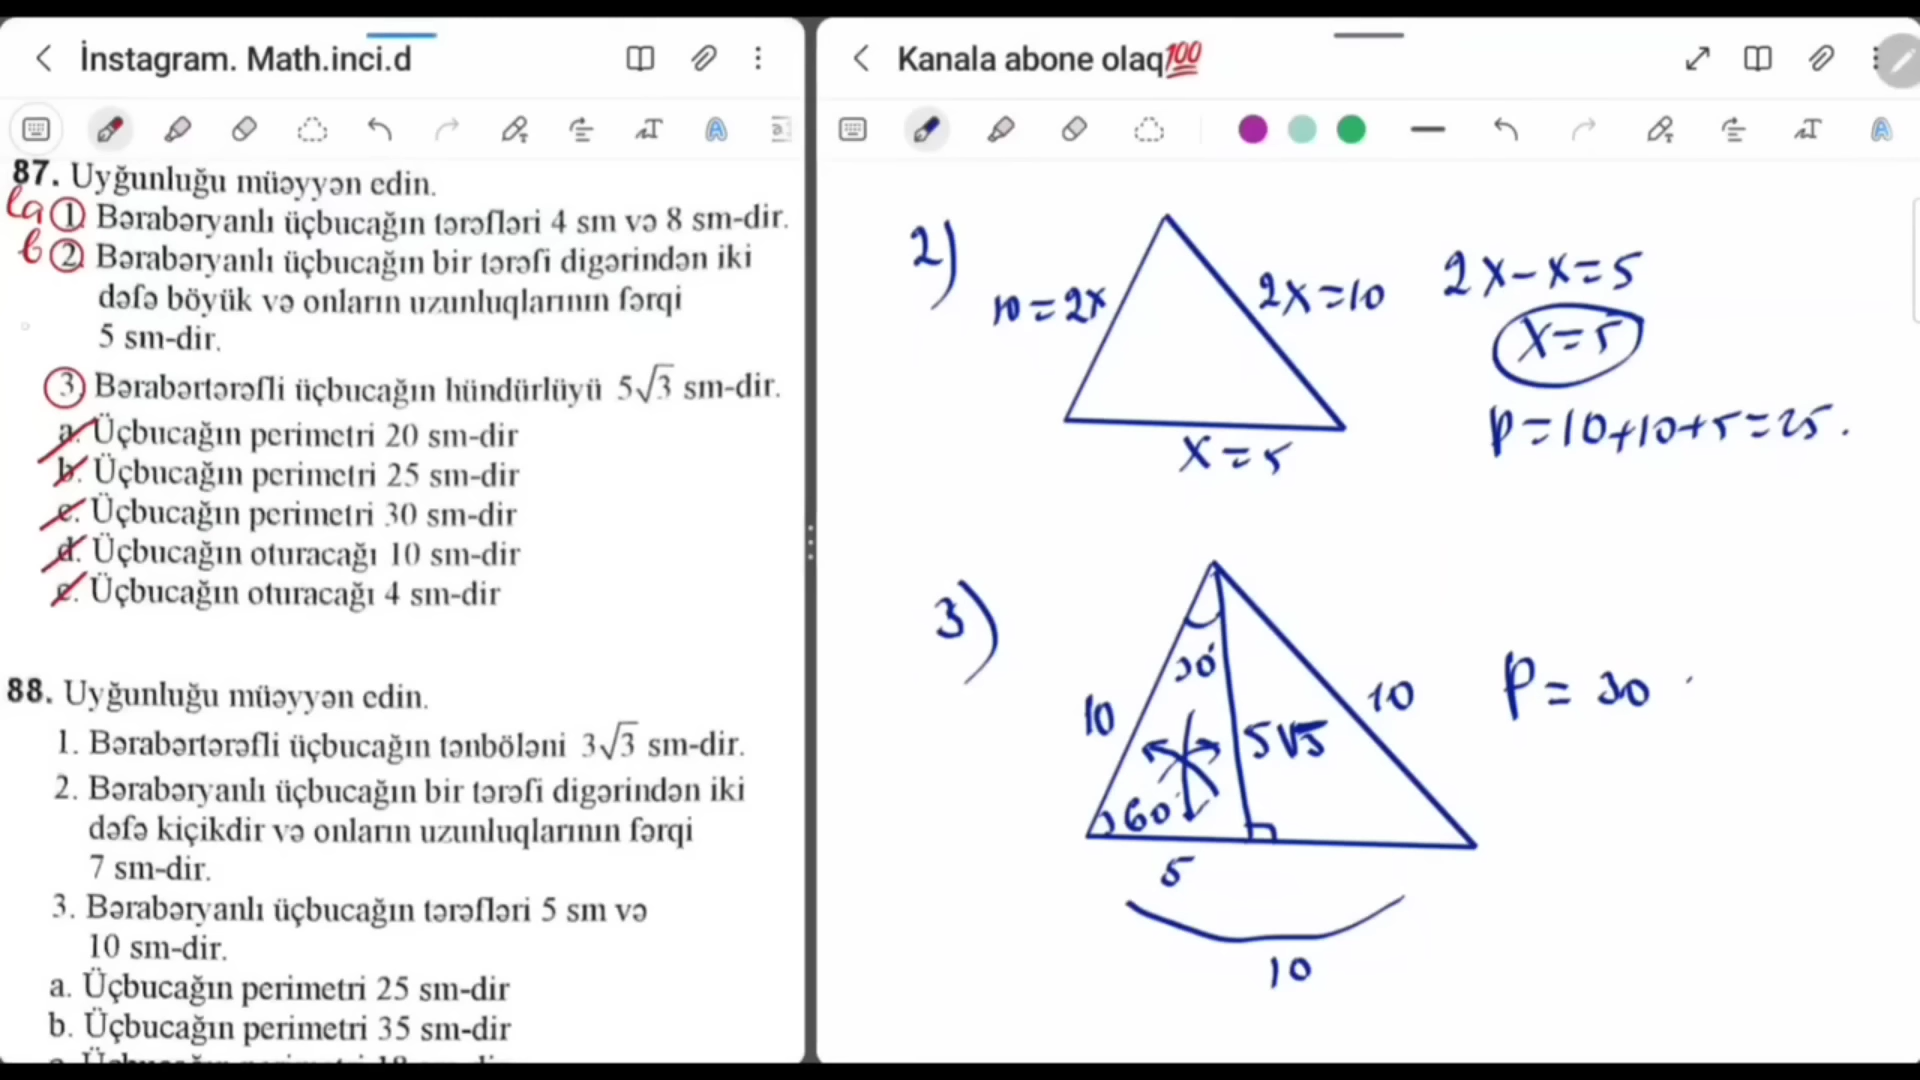 İnstagram. Math.inci.d
87. Uyğunluğu müəyyən edin.
1. Bərabəryanlı üçbucağın tərəfləri 4 sm və 8 sm-dir.
b 2. Bərabəryanlı üçbucağın bir tərəfi digərindən iki
dəfə böyük və onların uzunluqlarının fərqi
5 sm-dir.
3. Bərabərtərəfli üçbucağın hündürlüyü 5√3 sm-dir.
a. Üçbucağın perimetri 20 sm-dir
b. Üçbucağın perimetri 25 sm-dir
c. Üçbucağın perimetri 30 sm-dir
d. Üçbucağın oturacağı 10 sm-dir
e. Üçbucağın oturacağı 4 sm-dir
88. Uyğunluğu müəyyən edin.
1. Bərabərtərəfli üçbucağın tənböləni 3√3 sm-dir.
2. Bərabəryanlı üçbucağın bir tərəfi digərindən iki
dəfə kiçikdir və onların uzunluqlarının fərqi
7 sm-dir.
3. Bərabəryanlı üçbucağın tərəfləri 5 sm və
10 sm-dir.
a. Üçbucağın perimetri 25 sm-dir
b. Üçbucağın perimetri 35 sm-dir
Kanala abone olaq💯
2)
10=2x
2x=10
x=5
2x-x=5
x=5
P=10+10+5=25.
3)
30°
10
10
5√3
60°
5
10
P=30.